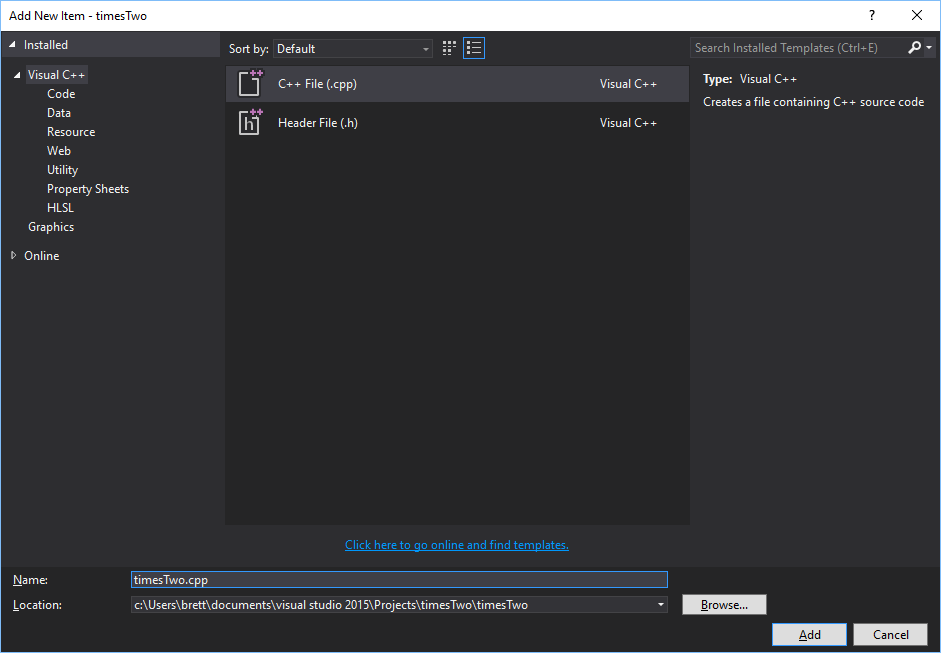 Add New Item - timesTwo
?
Installed
Sort by: Default
Search Installed Templates (Ctrl+E)
Visual C++
Code
Data
Resource
Web
Utility
Property Sheets
HLSL
Graphics
Online
C++ File (.cpp) Visual C++
Header File (.h) Visual C++
Type: Visual C++
Creates a file containing C++ source code
Click here to go online and find templates.
Name: timesTwo.cpp
Location: c:\Users\brett\documents\visual studio 2015\Projects\timesTwo\timesTwo
Browse...
Add Cancel